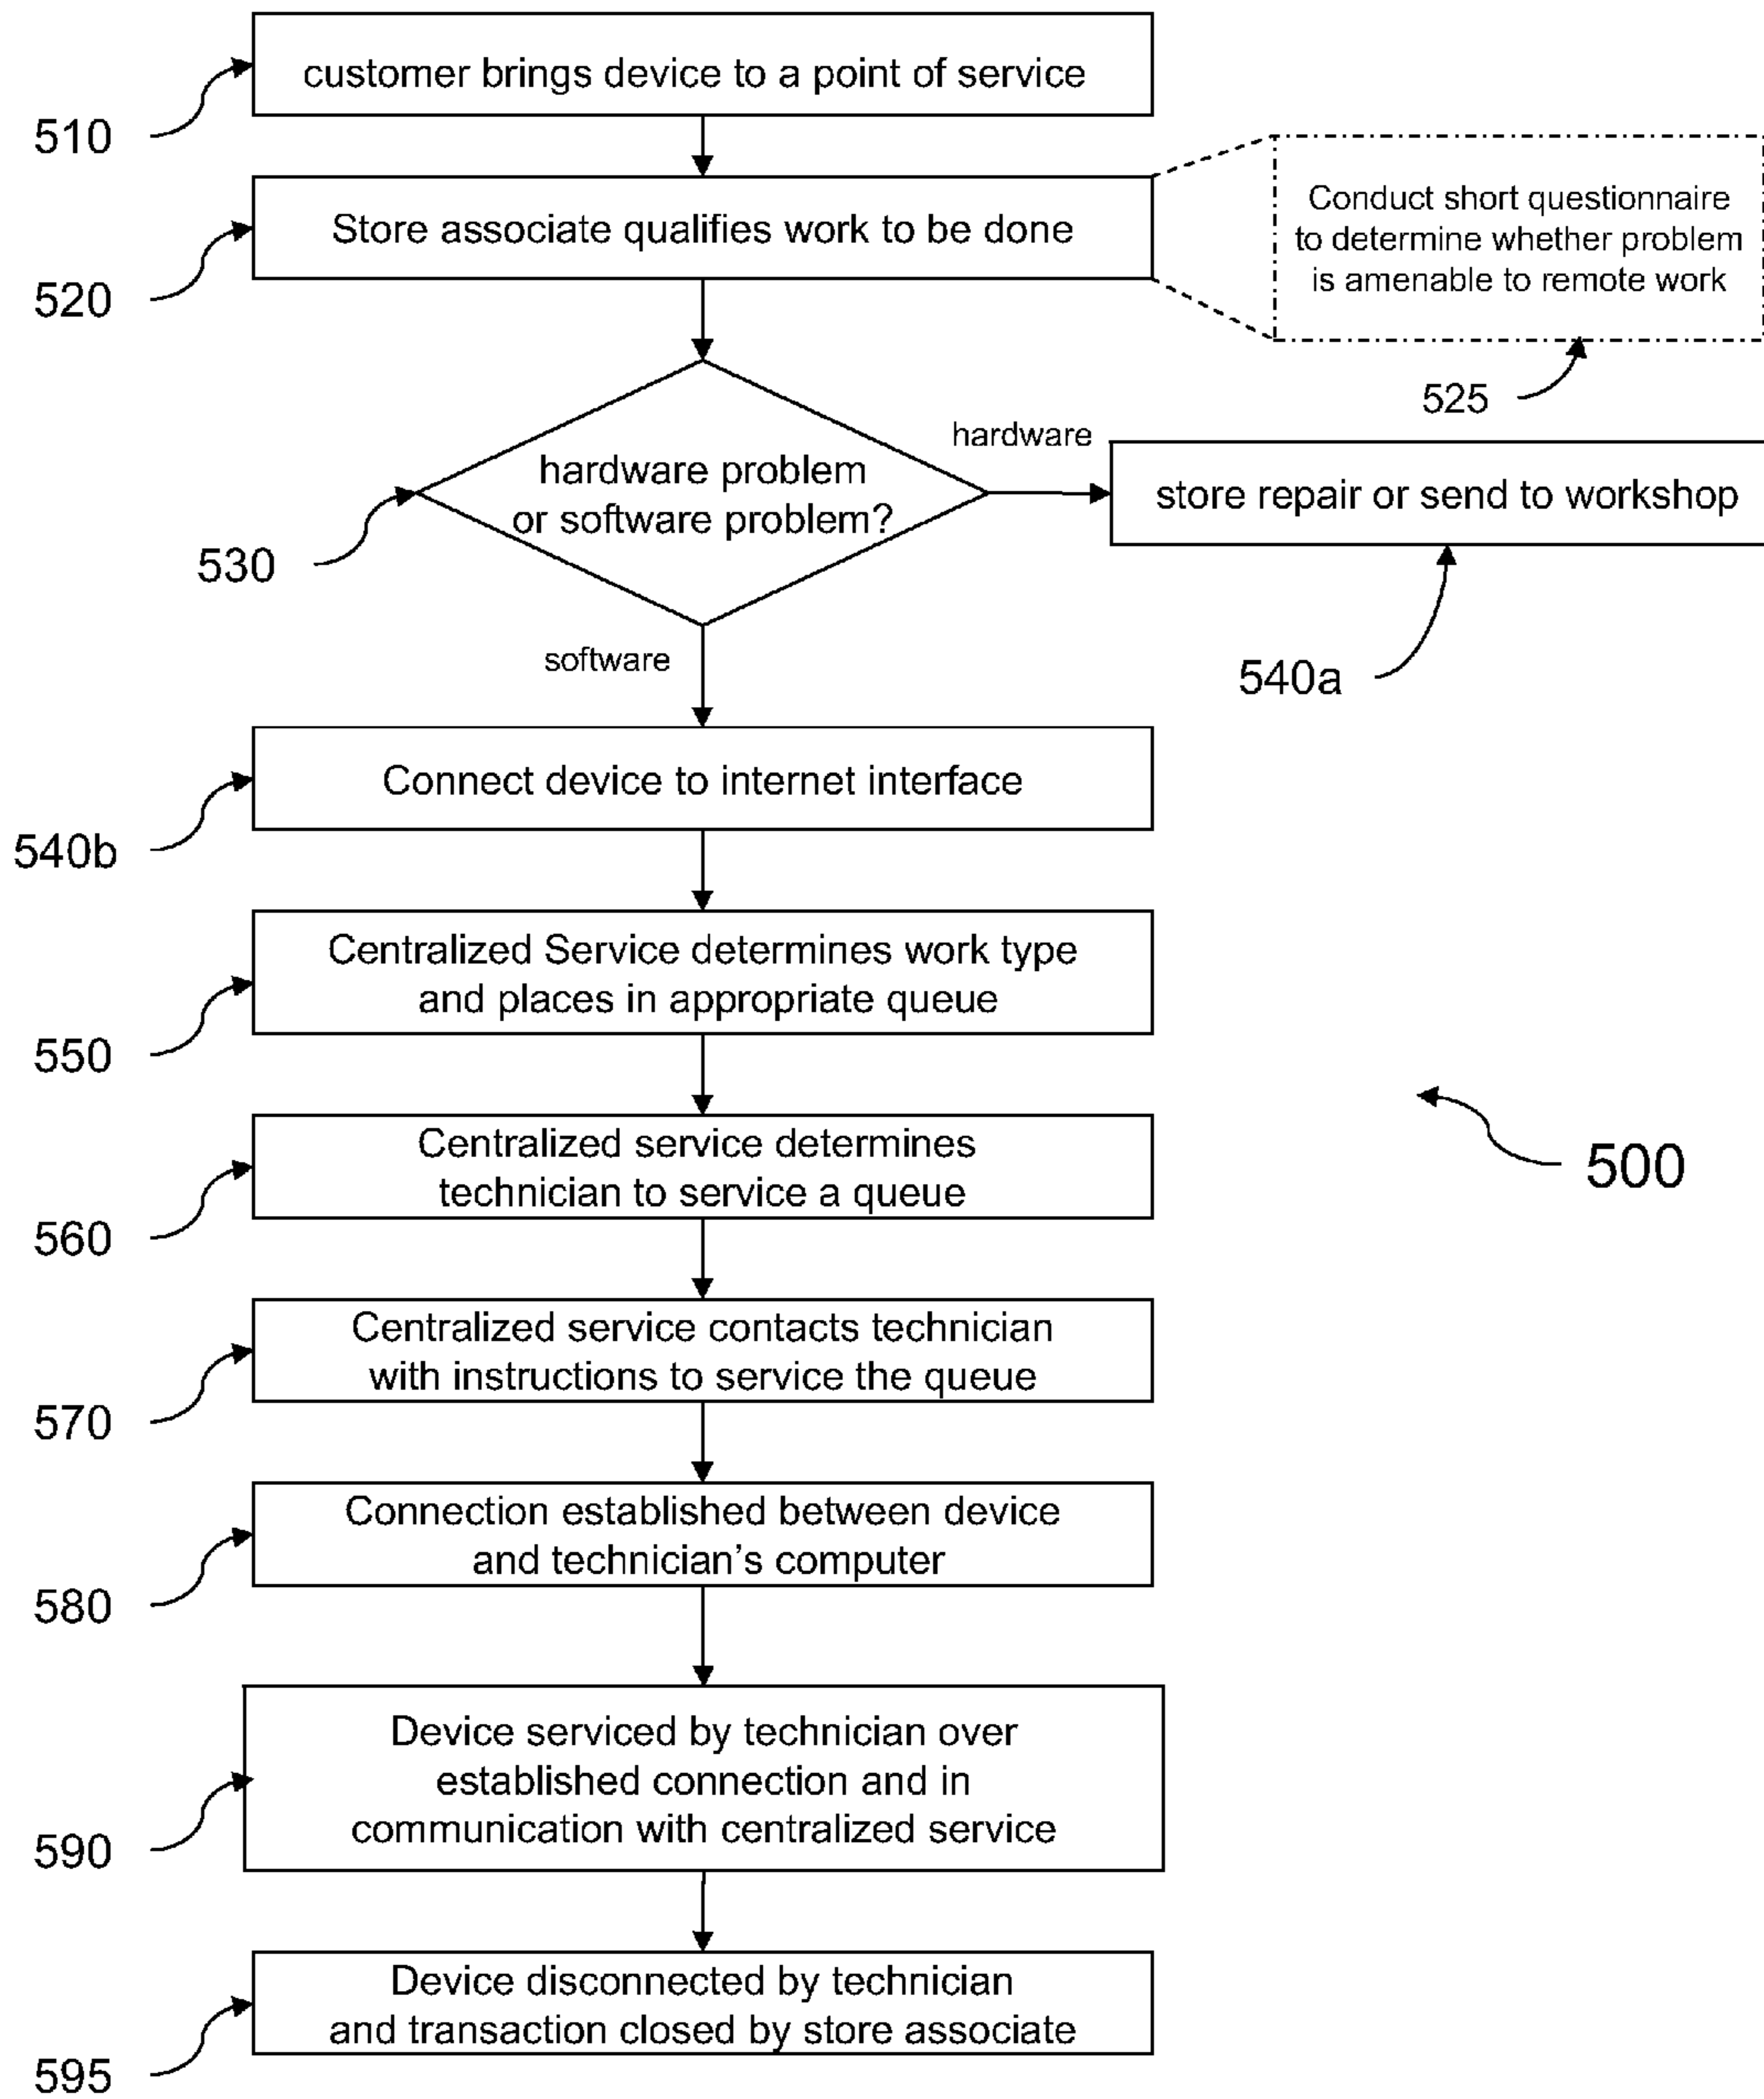 customer brings device to a point of service
510
Store associate qualifies work to be done
520
Conduct short questionnaire
to determine whether problem
is amenable to remote work
525
hardware problem
or software problem?
530
hardware
store repair or send to workshop
540a
software
Connect device to internet interface
540b
Centralized Service determines work type
and places in appropriate queue
550
Centralized service determines
technician to service a queue
560
500
Centralized service contacts technician
with instructions to service the queue
570
Connection established between device
and technician's computer
580
Device serviced by technician over
established connection and in
communication with centralized service
590
Device disconnected by technician
and transaction closed by store associate
595